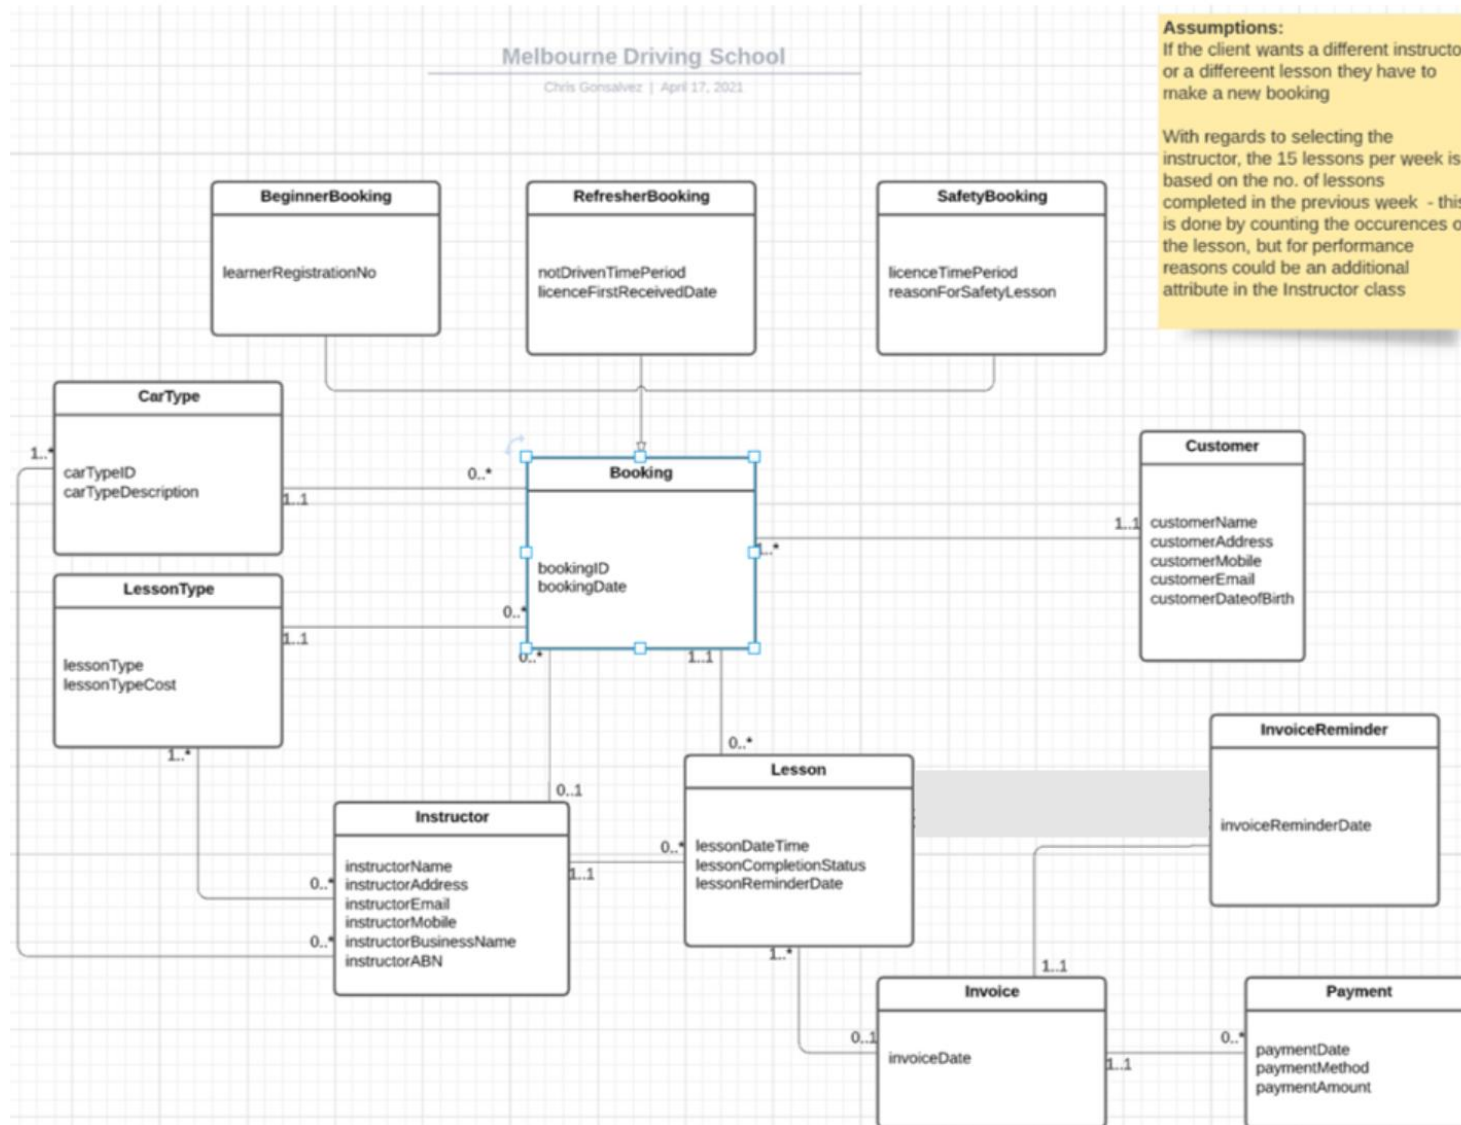 Melbourne Driving School
Chris Gonsalvez | April 17, 2021
Assumptions:
If the client wants a different instructo
or a differeent lesson they have to
make a new booking
With regards to selecting the
instructor, the 15 lessons per week is
based on the no. of lessons
completed in the previous week - this
is done by counting the occurences o
the lesson, but for performance
reasons could be an additional
attribute in the Instructor class
BeginnerBooking
learnerRegistrationNo
RefresherBooking
notDrivenTimePeriod
licenceFirstReceivedDate
SafetyBooking
licenceTimePeriod
reasonForSafetyLesson
CarType
1..*
carTypeID
carTypeDescription
1..1
0..*
Booking
bookingID
bookingDate
1..*
1..1
Customer
customerName
customerAddress
customerMobile
customerEmail
customerDateofBirth
LessonType
lessonType
lessonTypeCost
1..1
0..*
0..*
1..1
1..*
0..1
0..*
Instructor
instructorName
instructorAddress
instructorEmail
instructorMobile
instructorBusinessName
instructorABN
0..*
0..*
1..1
0..*
Lesson
lessonDateTime
lessonCompletionStatus
lessonReminderDate
1..*
InvoiceReminder
invoiceReminderDate
1..1
Invoice
invoiceDate
0..1
1..1
0..*
Payment
paymentDate
paymentMethod
paymentAmount